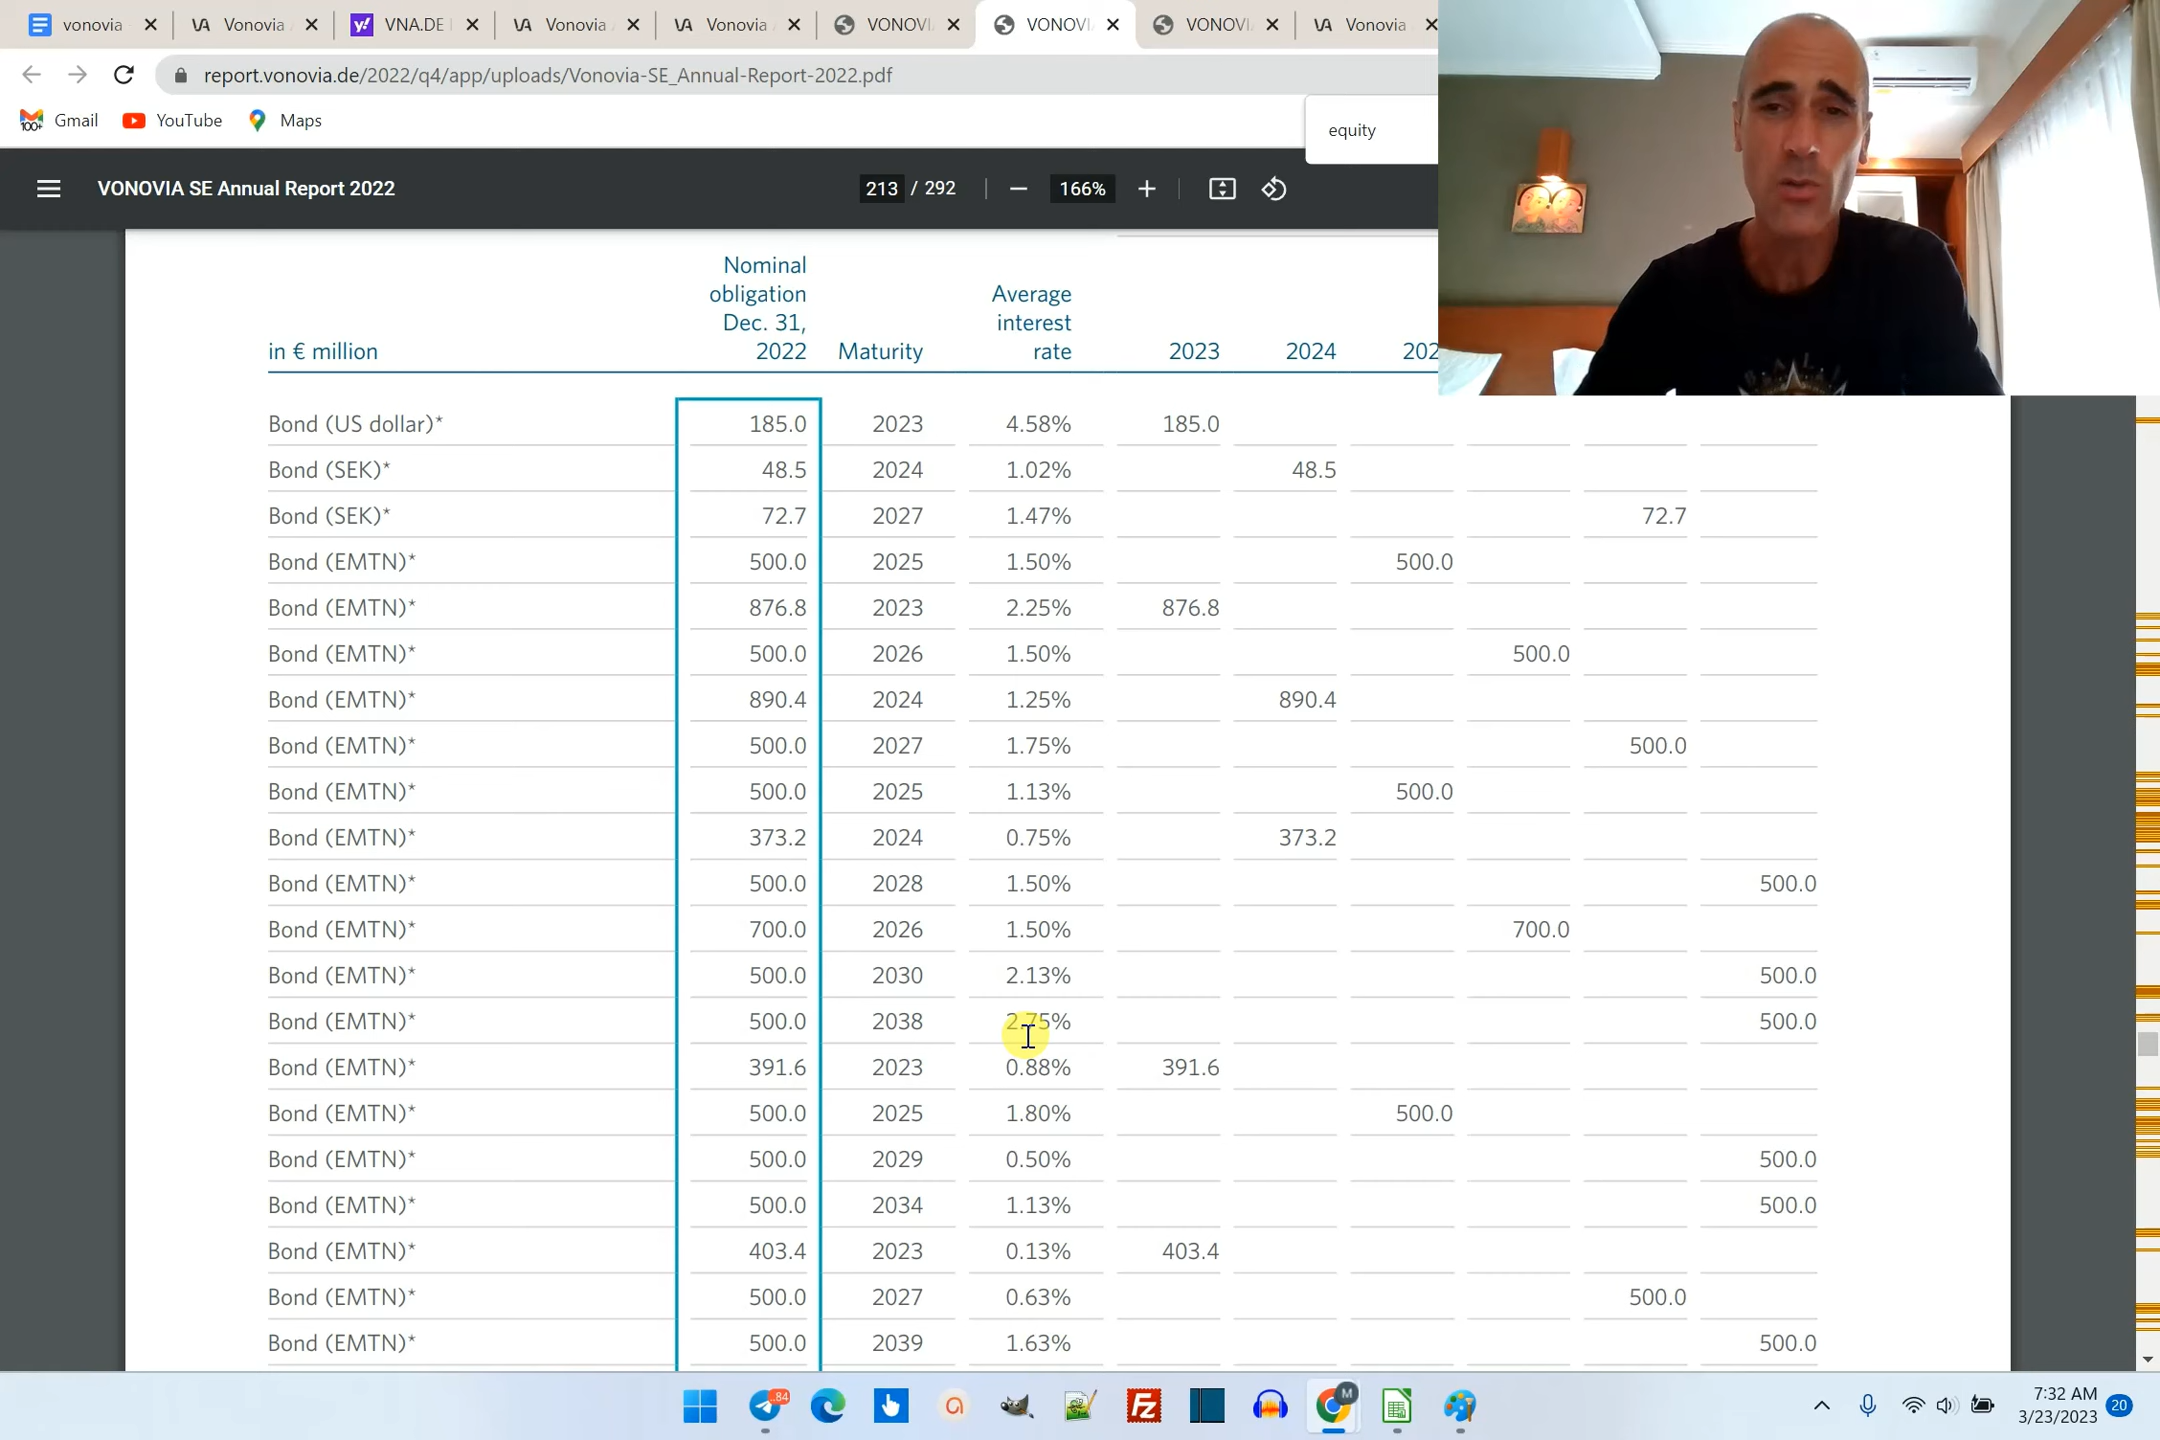 vonovia
Vonovia
VNA.DE
Vonovia
Vonovia
VONOVI
VONOVI
VONOVI
Vonovia
report.vonovia.de/2022/q4/app/uploads/Vonovia-SE_Annual-Report-2022.pdf
100+
Gmail
YouTube
Maps
equity
VONOVIA SE Annual Report 2022
213 / 292
166%
Nominal
obligation
Dec. 31,
2022
Average
interest
rate
in € million Maturity 2023 2024 202
Bond (US dollar)* 185.0 2023 4.58% 185.0
Bond (SEK)* 48.5 2024 1.02% 48.5
Bond (SEK)* 72.7 2027 1.47% 72.7
Bond (EMTN)* 500.0 2025 1.50% 500.0
Bond (EMTN)* 876.8 2023 2.25% 876.8
Bond (EMTN)* 500.0 2026 1.50% 500.0
Bond (EMTN)* 890.4 2024 1.25% 890.4
Bond (EMTN)* 500.0 2027 1.75% 500.0
Bond (EMTN)* 500.0 2025 1.13% 500.0
Bond (EMTN)* 373.2 2024 0.75% 373.2
Bond (EMTN)* 500.0 2028 1.50% 500.0
Bond (EMTN)* 700.0 2026 1.50% 700.0
Bond (EMTN)* 500.0 2030 2.13% 500.0
Bond (EMTN)* 500.0 2038 2.75% 500.0
Bond (EMTN)* 391.6 2023 0.88% 391.6
Bond (EMTN)* 500.0 2025 1.80% 500.0
Bond (EMTN)* 500.0 2029 0.50% 500.0
Bond (EMTN)* 500.0 2034 1.13% 500.0
Bond (EMTN)* 403.4 2023 0.13% 403.4
Bond (EMTN)* 500.0 2027 0.63% 500.0
Bond (EMTN)* 500.0 2039 1.63% 500.0
84
M
7:32 AM
3/23/2023
20